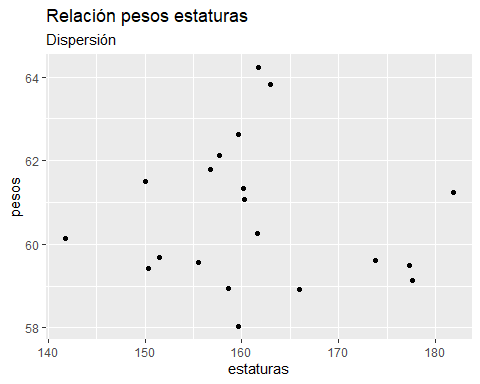 Relación pesos estaturas
Dispersión
64
62
60
58
pesos
140 150 160 170 180
estaturas